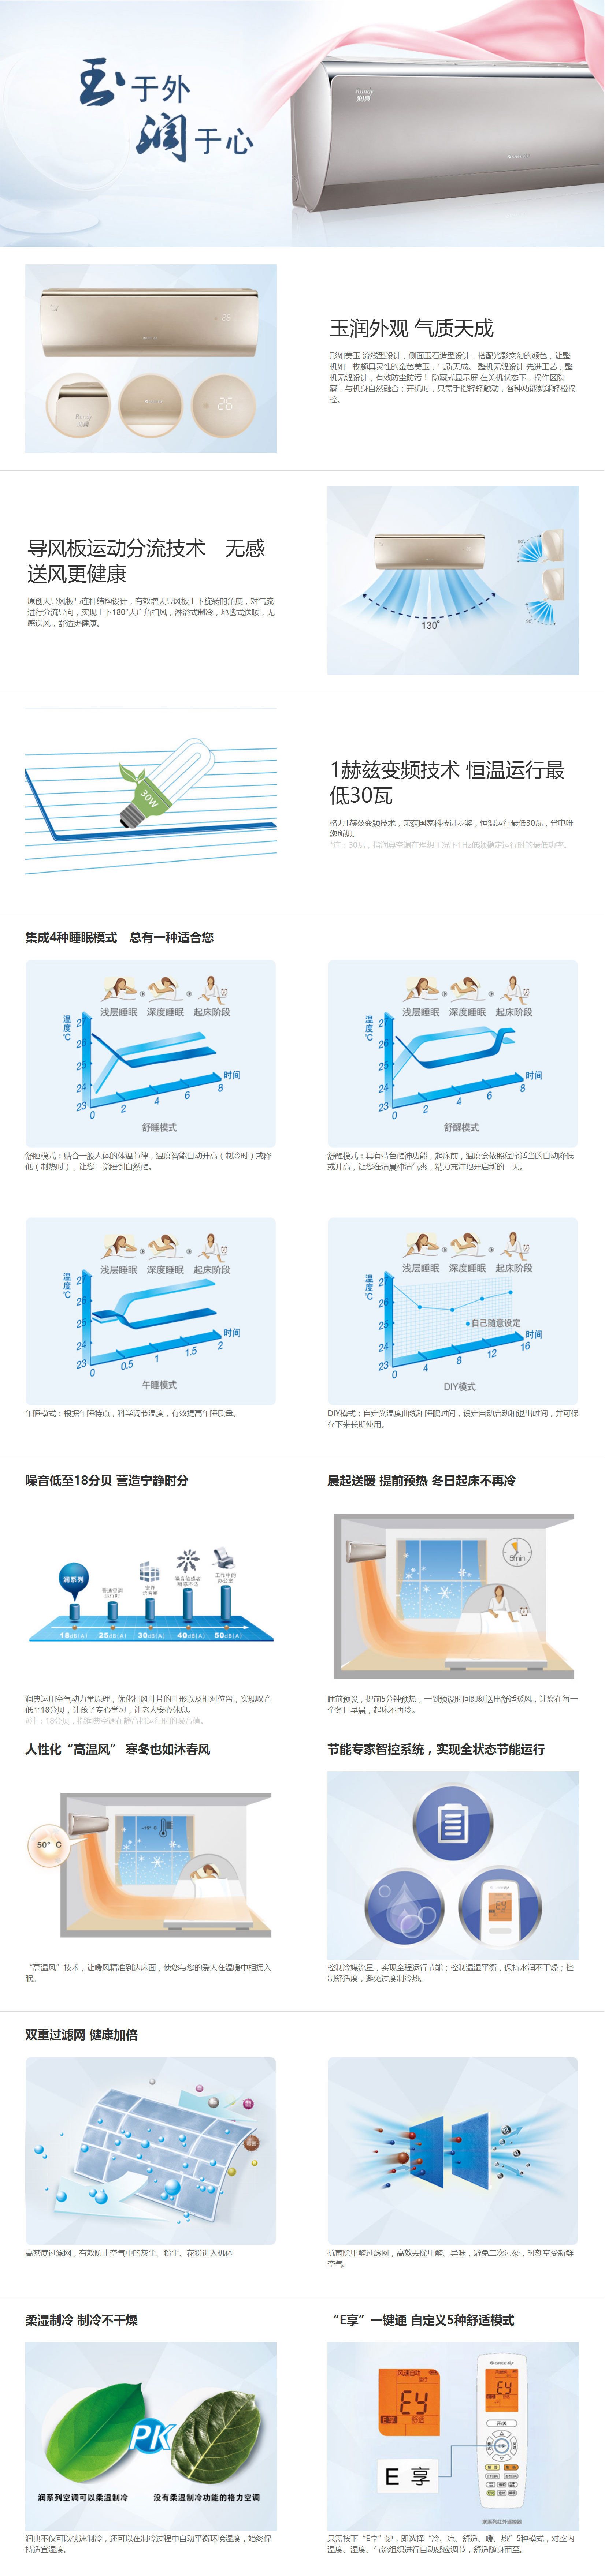 玉于外
润于心
润典
26
26
玉润外观 气质天成
形如美玉 流线型设计，侧面玉石造型设计，搭配光影变幻的颜色，让整
机如一枚颇具灵性的金色美玉，气质天成。 整机无缝设计 先进工艺，整
机无缝设计，有效防尘防污！ 隐藏式显示屏 在关机状态下，操作区隐
藏，与机身自然融合；开机时，只需手指轻轻触动，各种功能就能轻松操
控。
导风板运动分流技术 无感
送风更健康
原创大导风板与连杆结构设计，有效增大导风板上下旋转的角度，对气流
进行分流导向，实现上下180°大广角扫风，淋浴式制冷，地毯式送暖，无
感送风，舒适更健康。
130°
30W
1赫兹变频技术 恒温运行最
低30瓦
格力1赫兹变频技术，荣获国家科技进步奖，恒温运行最低30瓦，省电唯
您所想。
*注：30瓦，指润典空调在理想工况下1Hz低频稳定运行时的最低功率。
集成4种睡眠模式 总有一种适合您
浅层睡眠 深度睡眠 起床阶段
温度℃
27
26
25
24
23
0 2 4 6 8
时间
舒睡模式
舒睡模式：贴合一般人体的体温节律，温度智能自动升高（制冷时）或降
低（制热时），让您一觉睡到自然醒。
浅层睡眠 深度睡眠 起床阶段
温度℃
27
26
25
24
23
0 2 4 6 8
时间
舒醒模式
舒醒模式：具有特色醒神功能，起床前，温度会依照程序适当的自动降低
或升高，让您在清晨神清气爽，精力充沛地开启新的一天。
浅层睡眠 深度睡眠 起床阶段
温度℃
27
26
25
24
23
0 0.5 1 1.5 2
时间
午睡模式
午睡模式：根据午睡特点，科学调节温度，有效提高午睡质量。
浅层睡眠 深度睡眠 起床阶段
温度℃
27
26
25
24
23
0 4 8 12 16
时间
自己随意设定
DIY模式
DIY模式：自定义温度曲线和睡眠时间，设定自动启动和退出时间，并可保
存下来长期使用。
噪音低至18分贝 营造宁静时分
润系列
工作中的
办公室
18dB(A) 25dB(A) 30dB(A) 40dB(A) 50dB(A)
润典运用空气动力学原理，优化扫风叶片的叶形以及相对位置，实现噪音
低至18分贝，让孩子专心学习，让老人安心休息。
#注：18分贝，指润典空调在静音档运行时的噪音值。
晨起送暖 提前预热 冬日起床不再冷
5min
睡前预设，提前5分钟预热，一到预设时间即刻送出舒适暖风，让您在每一
个冬日早晨，起床不再冷。
人性化“高温风” 寒冬也如沐春风
50°C
“高温风”技术，让暖风精准到达床面，使您与您的爱人在温暖中相拥入
眠。
节能专家智控系统，实现全状态节能运行
控制冷媒流量，实现全程运行节能；控制温湿平衡，保持水润不干燥；控
制舒适度，避免过度制冷热。
双重过滤网 健康加倍
高密度过滤网，有效防止空气中的灰尘、粉尘、花粉进入机体
抗菌除甲醛过滤网，高效去除甲醛、异味，避免二次污染，时刻享受新鲜
空气。
柔湿制冷 制冷不干燥
PK
润系列空调可以柔湿制冷
没有柔湿制冷功能的格力空调
润典不仅可以快速制冷，还可以在制冷过程中自动平衡环境湿度，始终保
持适宜湿度。
“E享”一键通 自定义5种舒适模式
E享
E 享
GREE格力
润系列红外遥控器
只需按下“E享”键，即选择“冷、凉、舒适、暖、热”5种模式，对室内
温度、湿度、气流组织进行自动感应调节，舒适随身而至。